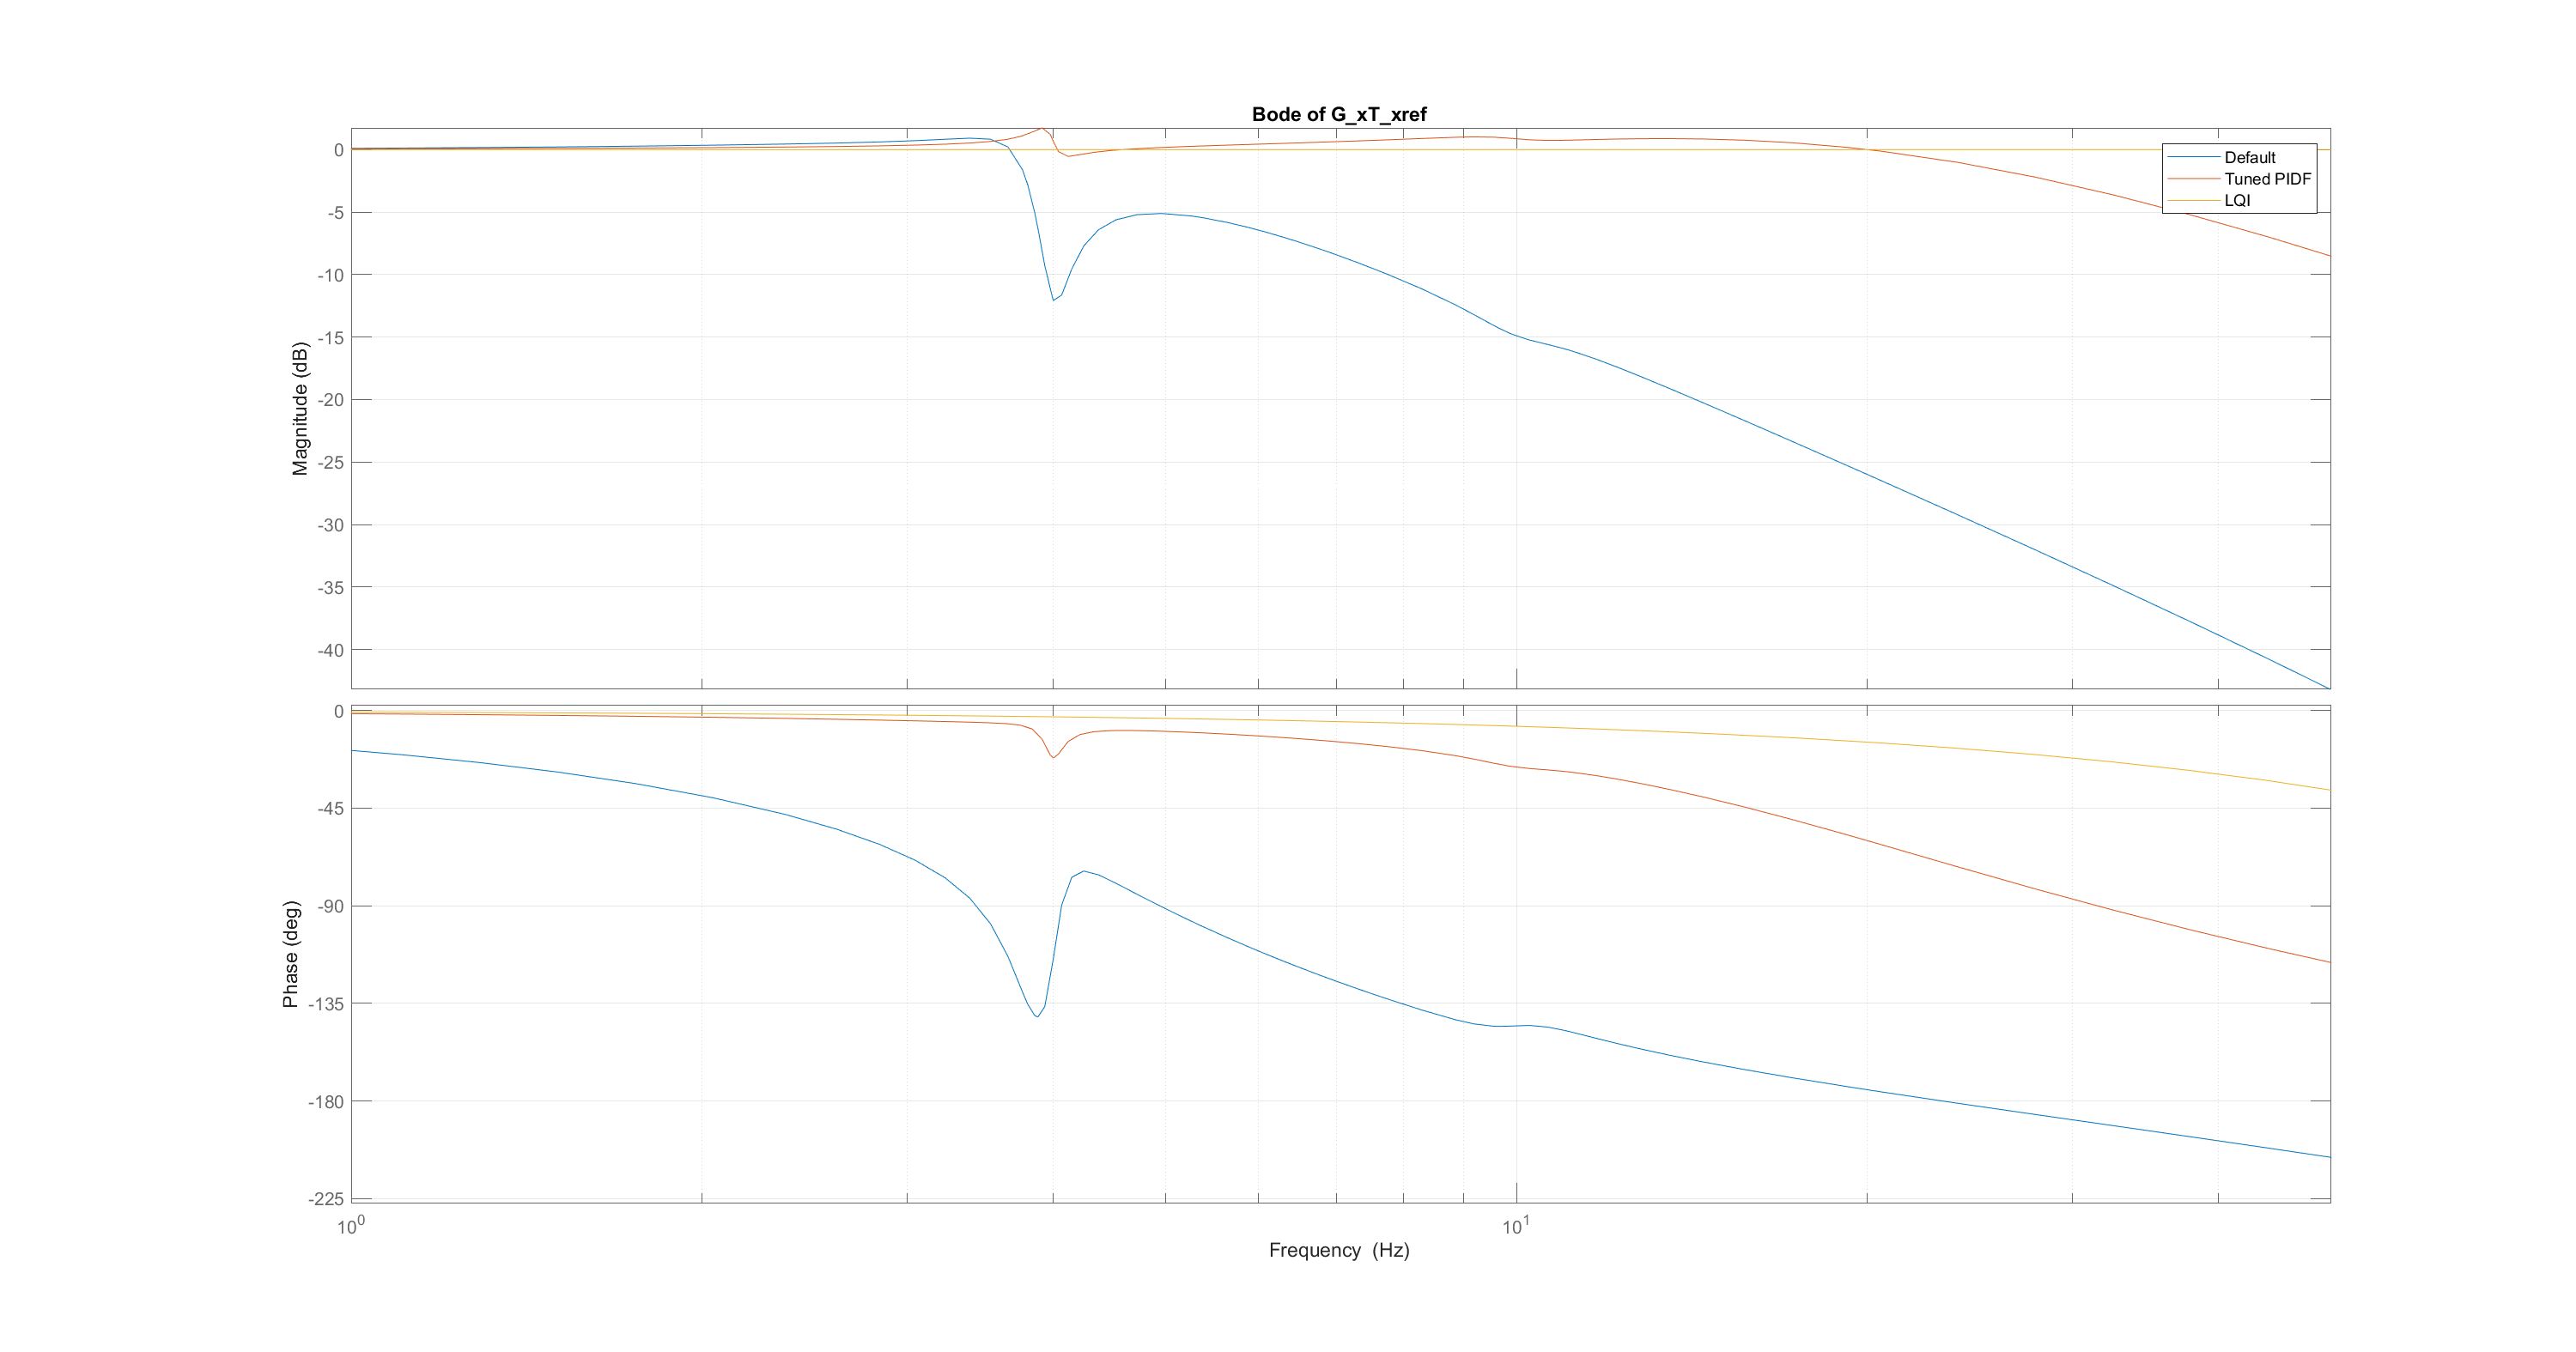 Bode of G_xT_xref
Magnitude (dB)
0
-5
-10
-15
-20
-25
-30
-35
-40
Default
Tuned PIDF
LQI
Phase (deg)
0
-45
-90
-135
-180
-225
10^0
10^1
Frequency (Hz)